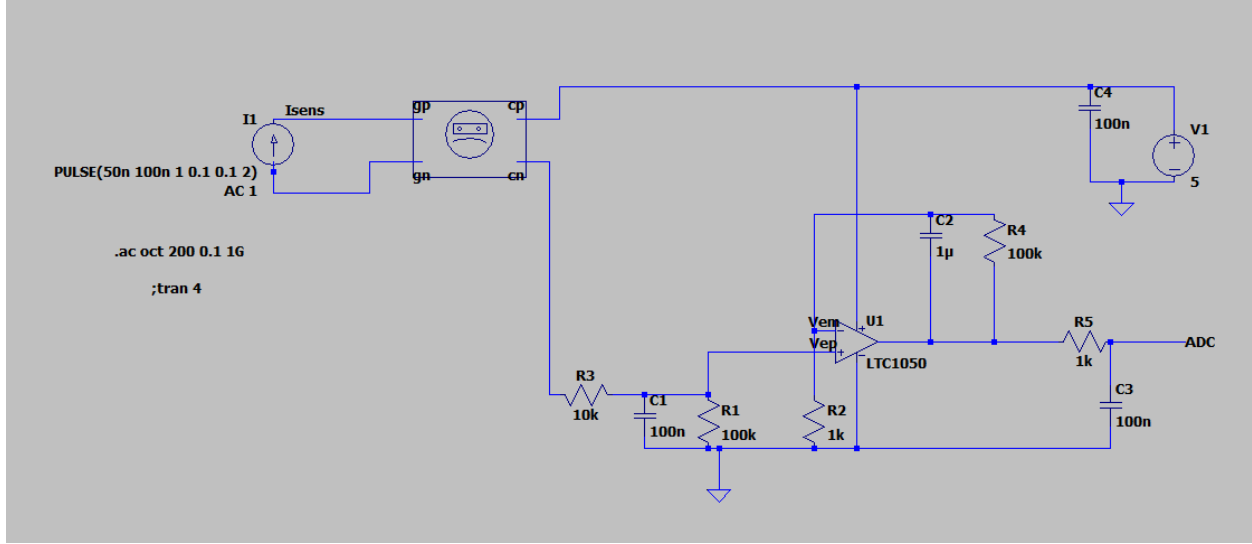 gp
cp
Isens
I1
PULSE(50n 100n 1 0.1 0.1 2)
AC 1
gn
cn
C4
100n
V1
+
−
5
.ac oct 200 0.1 1G
;tran 4
C2
1µ
R4
100k
Vem
U1
Vep
−
+
+
−
LTC1050
R5
1k
ADC
R3
10k
C1
100n
R1
100k
R2
1k
C3
100n